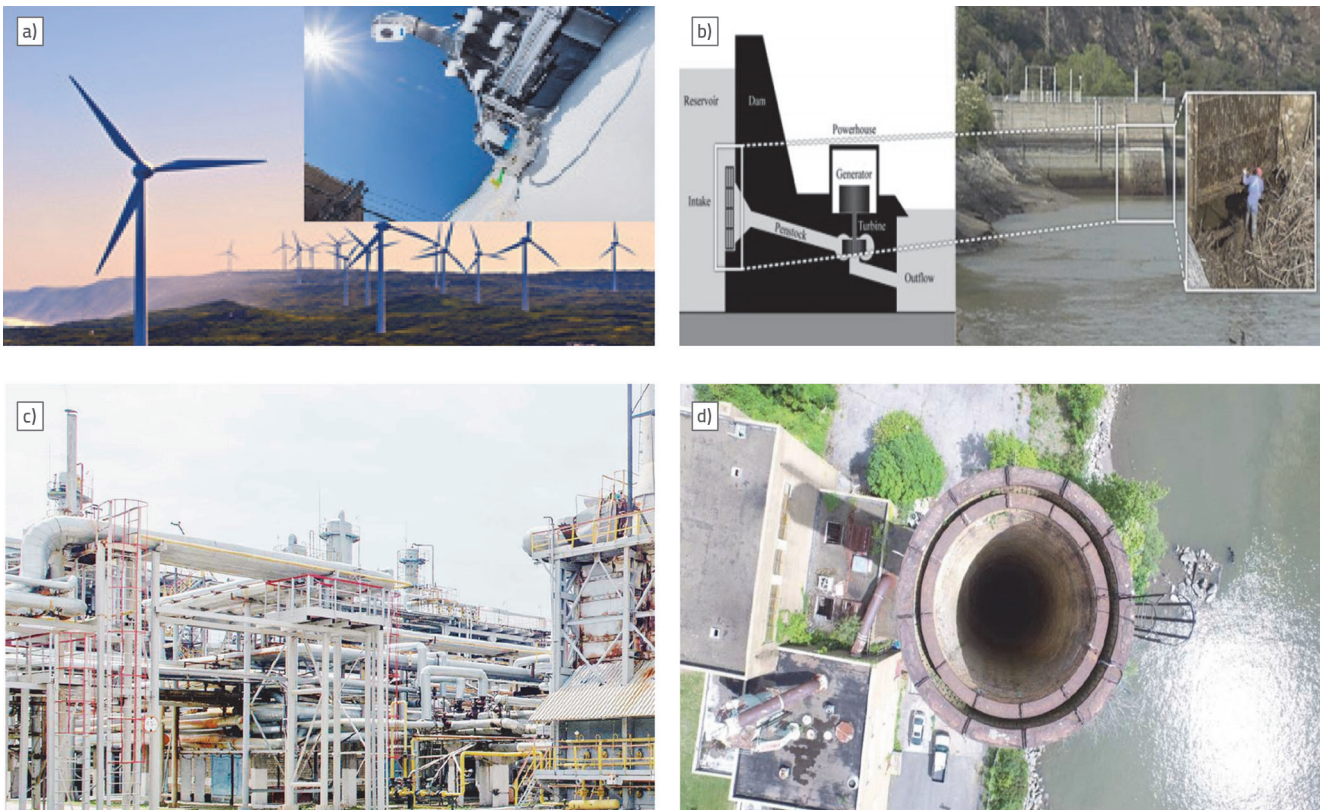 a)
b)
Reservoir
Dam
Powerhouse
Generator
Intake
Turbine
Penstock
Outflow
c)
d)